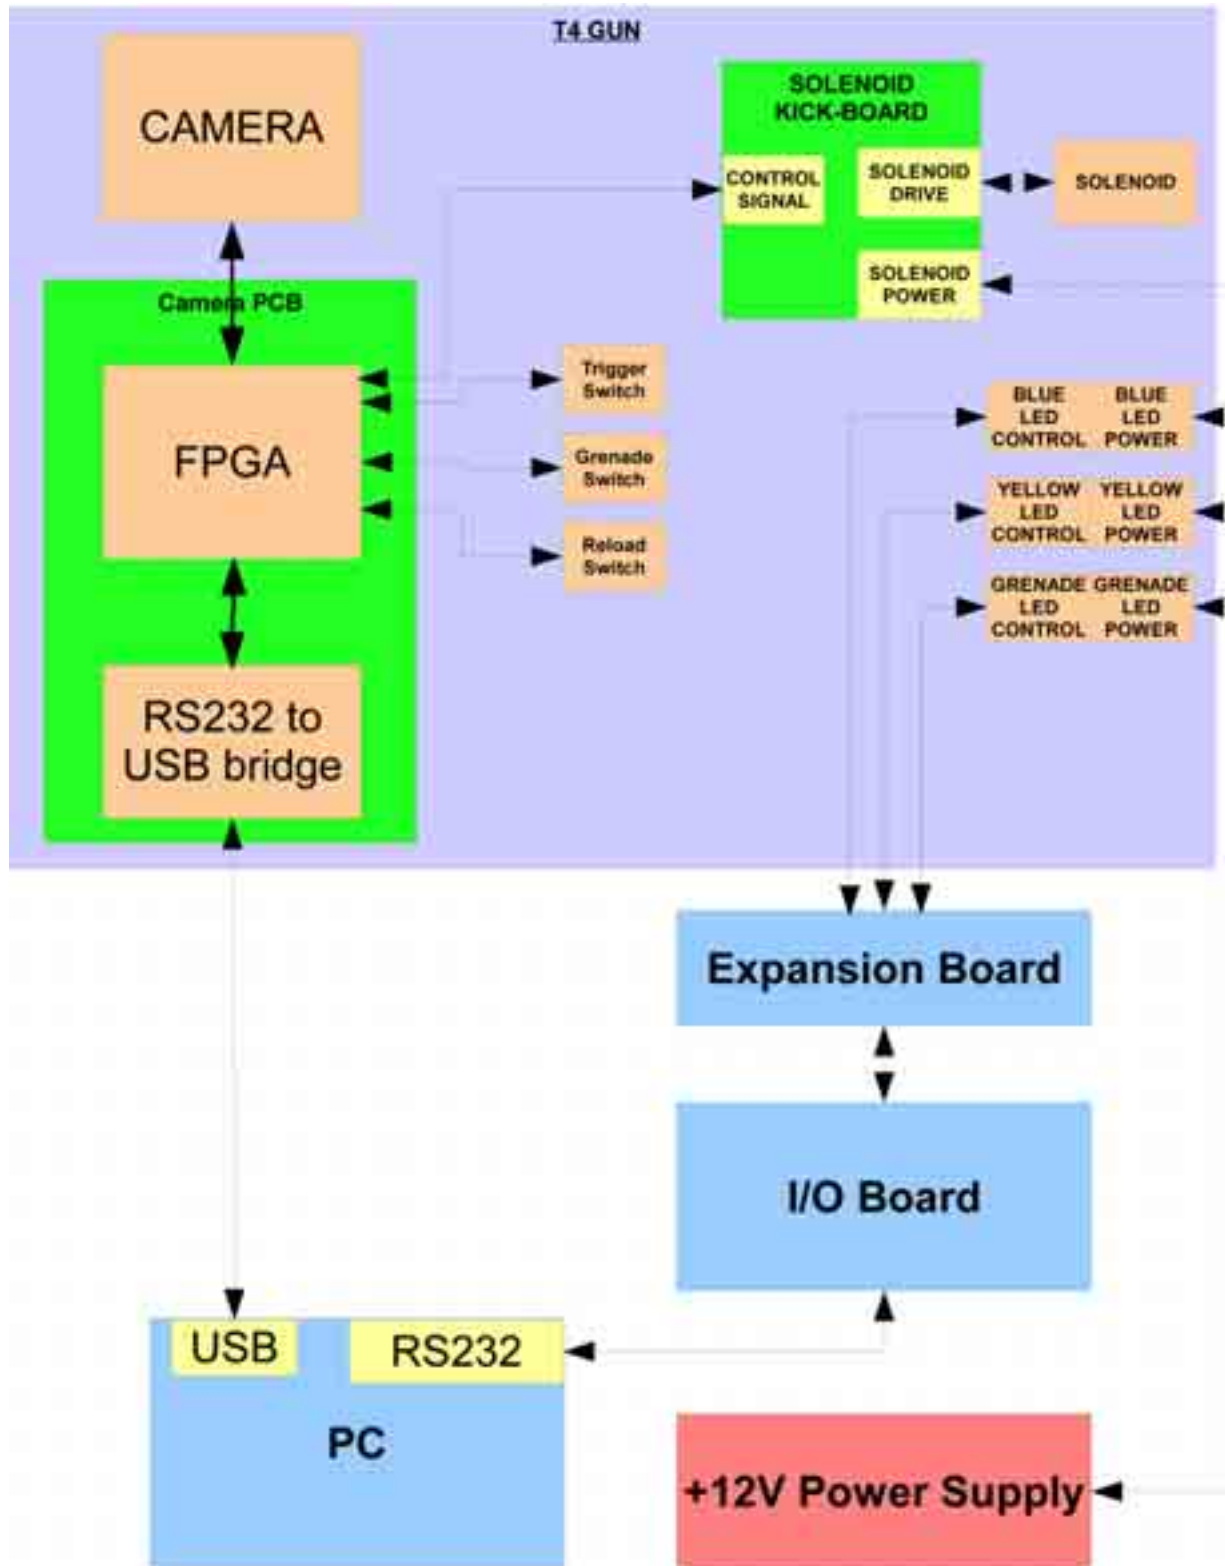 T4 GUN
CAMERA
SOLENOID
KICK-BOARD
CONTROL
SIGNAL
SOLENOID
DRIVE
SOLENOID
SOLENOID
POWER
Camera PCB
FPGA
Trigger
Switch
Grenade
Switch
Reload
Switch
BLUE
LED
CONTROL
BLUE
LED
POWER
YELLOW
LED
CONTROL
YELLOW
LED
POWER
GRENADE
LED
CONTROL
GRENADE
LED
POWER
RS232 to
USB bridge
Expansion Board
I/O Board
USB
RS232
PC
+12V Power Supply